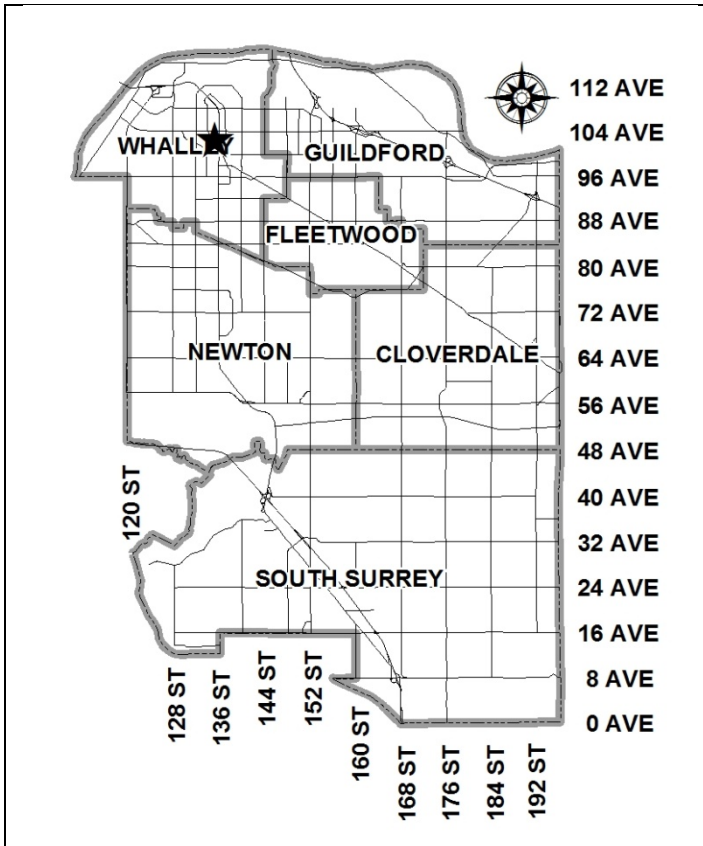 112 AVE
104 AVE
WHALLEY
GUILDFORD
96 AVE
88 AVE
FLEETWOOD
80 AVE
72 AVE
NEWTON
CLOVERDALE
64 AVE
56 AVE
48 AVE
120 ST
40 AVE
32 AVE
SOUTH SURREY
24 AVE
16 AVE
8 AVE
0 AVE
128 ST
136 ST
144 ST
152 ST
160 ST
168 ST
176 ST
184 ST
192 ST